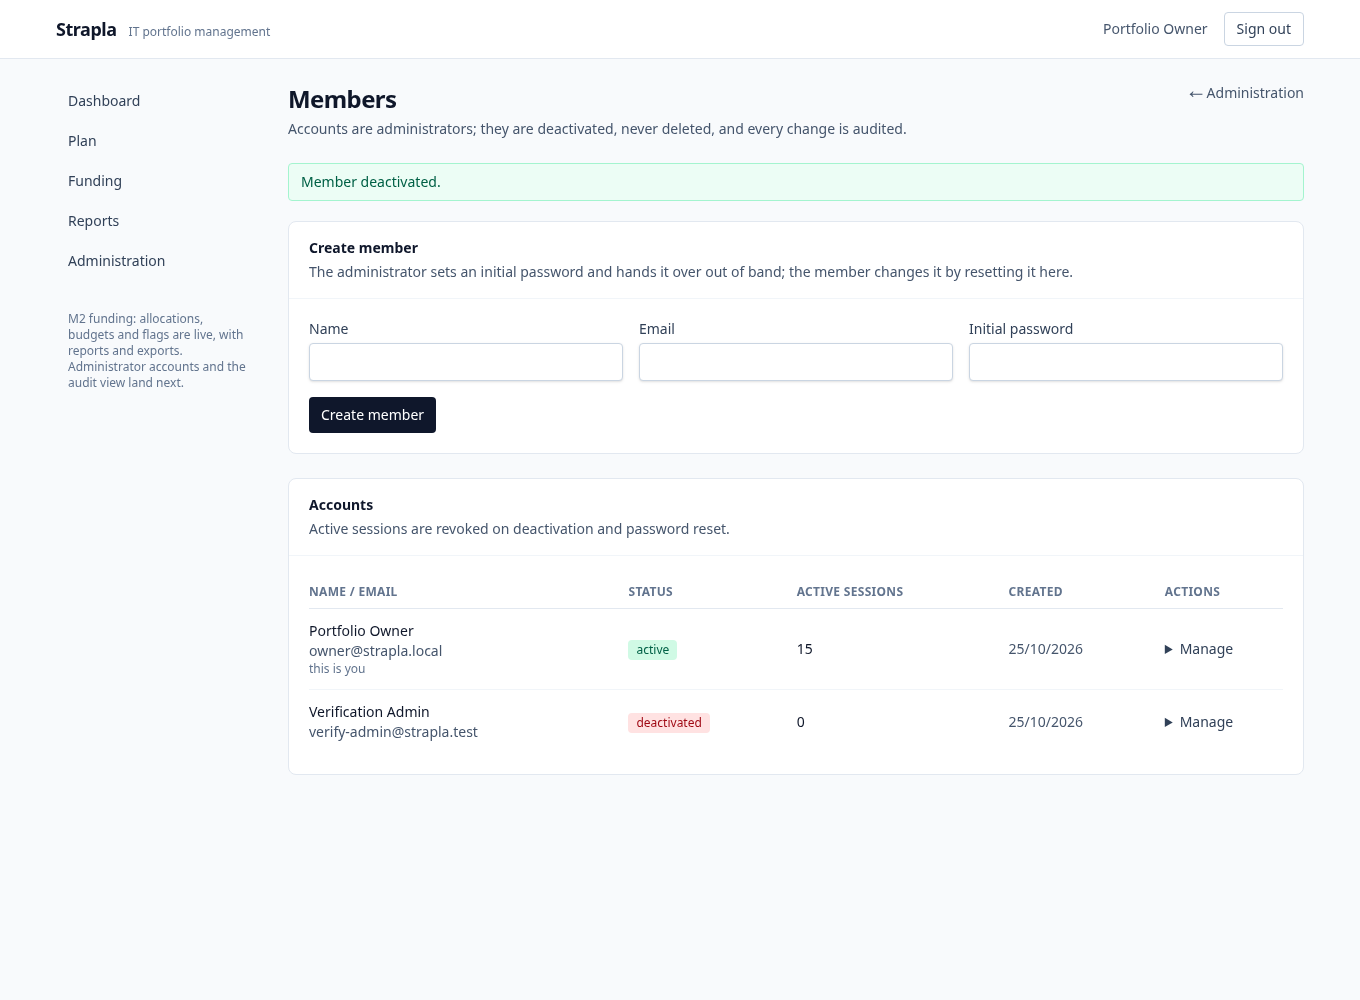 Strapla IT portfolio management
Portfolio Owner
Sign out
Dashboard
Plan
Funding
Reports
Administration
M2 funding: allocations,
budgets and flags are live, with
reports and exports.
Administrator accounts and the
audit view land next.
Members
← Administration
Accounts are administrators; they are deactivated, never deleted, and every change is audited.
Member deactivated.
Create member
The administrator sets an initial password and hands it over out of band; the member changes it by resetting it here.
Name
Email
Initial password
Create member
Accounts
Active sessions are revoked on deactivation and password reset.
NAME / EMAIL STATUS ACTIVE SESSIONS CREATED ACTIONS
Portfolio Owner
owner@strapla.local
this is you
active 15 25/10/2026 ▶ Manage
Verification Admin
verify-admin@strapla.test
deactivated 0 25/10/2026 ▶ Manage